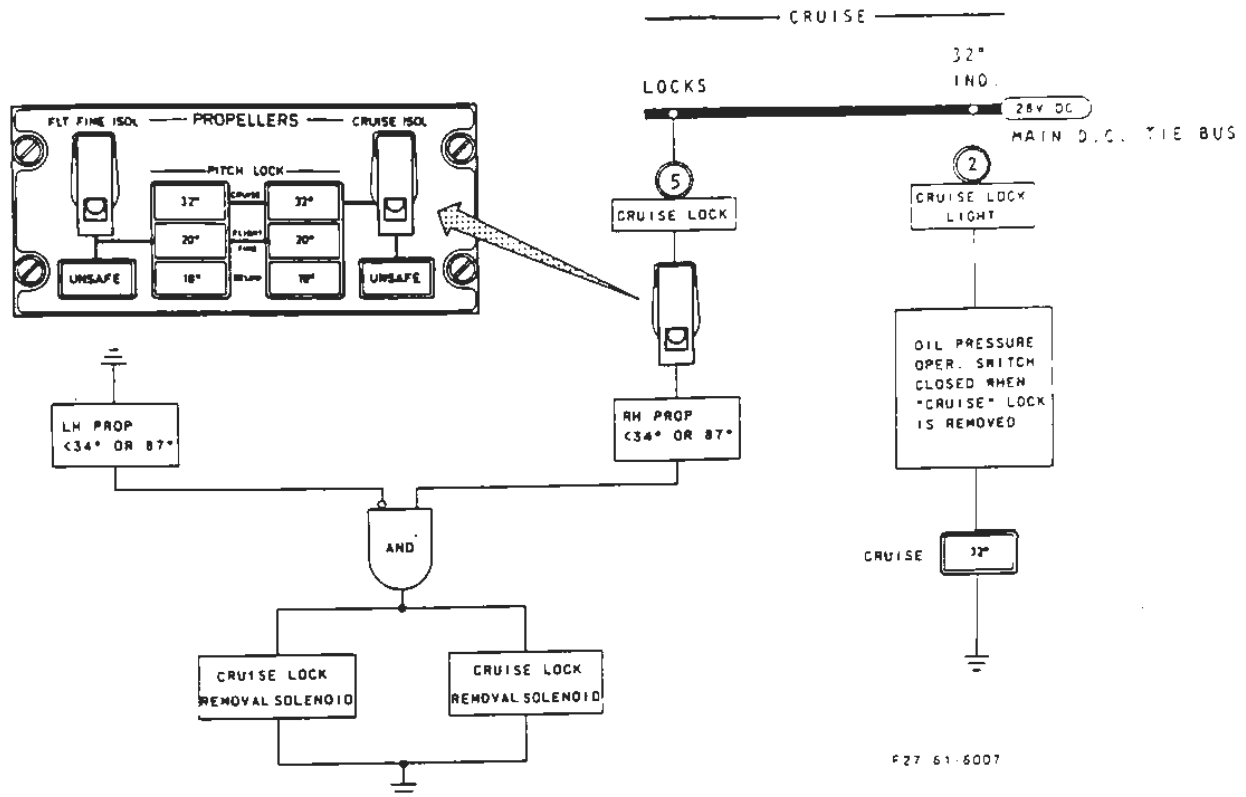 CRUISE
32°
IND.
LOCKS
28V DC
MAIN D.C. TIE BUS
FLT FINE ISOL
PROPELLERS
CRUISE ISOL
PITCH LOCK
32°
CRUISE
32°
20°
FLIGHT
FINE
20°
UNSAFE
18°
18°
UNSAFE
5
CRUISE LOCK
2
CRUISE LOCK
LIGHT
OIL PRESSURE
OPER. SWITCH
CLOSED WHEN
"CRUISE" LOCK
IS REMOVED
LH PROP
<34° OR 87°
RH PROP
<34° OR 87°
AND
CRUISE
32°
CRUISE LOCK
REMOVAL SOLENOID
CRUISE LOCK
REMOVAL SOLENOID
F27 61-6007